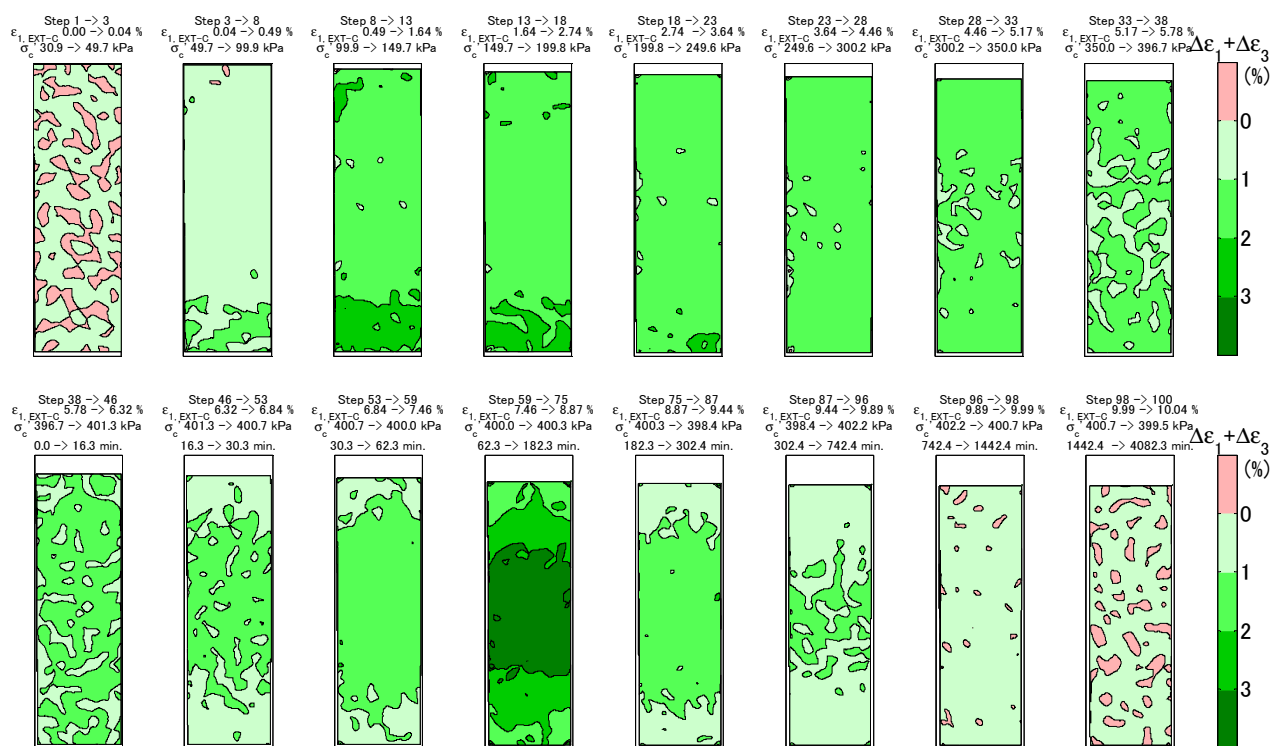 Step 1 -> 3
ε1, EXT-C 0.00 -> 0.04 %
σc' 30.9 -> 49.7 kPa
Step 3 -> 8
ε1, EXT-C 0.04 -> 0.49 %
σc' 49.7 -> 99.9 kPa
Step 8 -> 13
ε1, EXT-C 0.49 -> 1.64 %
σc' 99.9 -> 149.7 kPa
Step 13 -> 18
ε1, EXT-C 1.64 -> 2.74 %
σc' 149.7 -> 199.8 kPa
Step 18 -> 23
ε1, EXT-C 2.74 -> 3.64 %
σc' 199.8 -> 249.6 kPa
Step 23 -> 28
ε1, EXT-C 3.64 -> 4.46 %
σc' 249.6 -> 300.2 kPa
Step 28 -> 33
ε1, EXT-C 4.46 -> 5.17 %
σc' 300.2 -> 350.0 kPa
Step 33 -> 38
ε1, EXT-C 5.17 -> 5.78 %
σc' 350.0 -> 396.7 kPa
Δε1+Δε3
(%)
0
1
2
3
Step 38 -> 46
ε1, EXT-C 5.78 -> 6.32 %
σc' 396.7 -> 401.3 kPa
0.0 -> 16.3 min.
Step 46 -> 53
ε1, EXT-C 6.32 -> 6.84 %
σc' 401.3 -> 400.7 kPa
16.3 -> 30.3 min.
Step 53 -> 59
ε1, EXT-C 6.84 -> 7.46 %
σc' 400.7 -> 400.0 kPa
30.3 -> 62.3 min.
Step 59 -> 75
ε1, EXT-C 7.46 -> 8.87 %
σc' 400.0 -> 400.3 kPa
62.3 -> 182.3 min.
Step 75 -> 87
ε1, EXT-C 8.87 -> 9.44 %
σc' 400.3 -> 398.4 kPa
182.3 -> 302.4 min.
Step 87 -> 96
ε1, EXT-C 9.44 -> 9.89 %
σc' 398.4 -> 402.2 kPa
302.4 -> 742.4 min.
Step 96 -> 98
ε1, EXT-C 9.89 -> 9.99 %
σc' 402.2 -> 400.7 kPa
742.4 -> 1442.4 min.
Step 98 -> 100
ε1, EXT-C 9.99 -> 10.04 %
σc' 400.7 -> 399.5 kPa
1442.4 -> 4082.3 min.
Δε1+Δε3
(%)
0
1
2
3